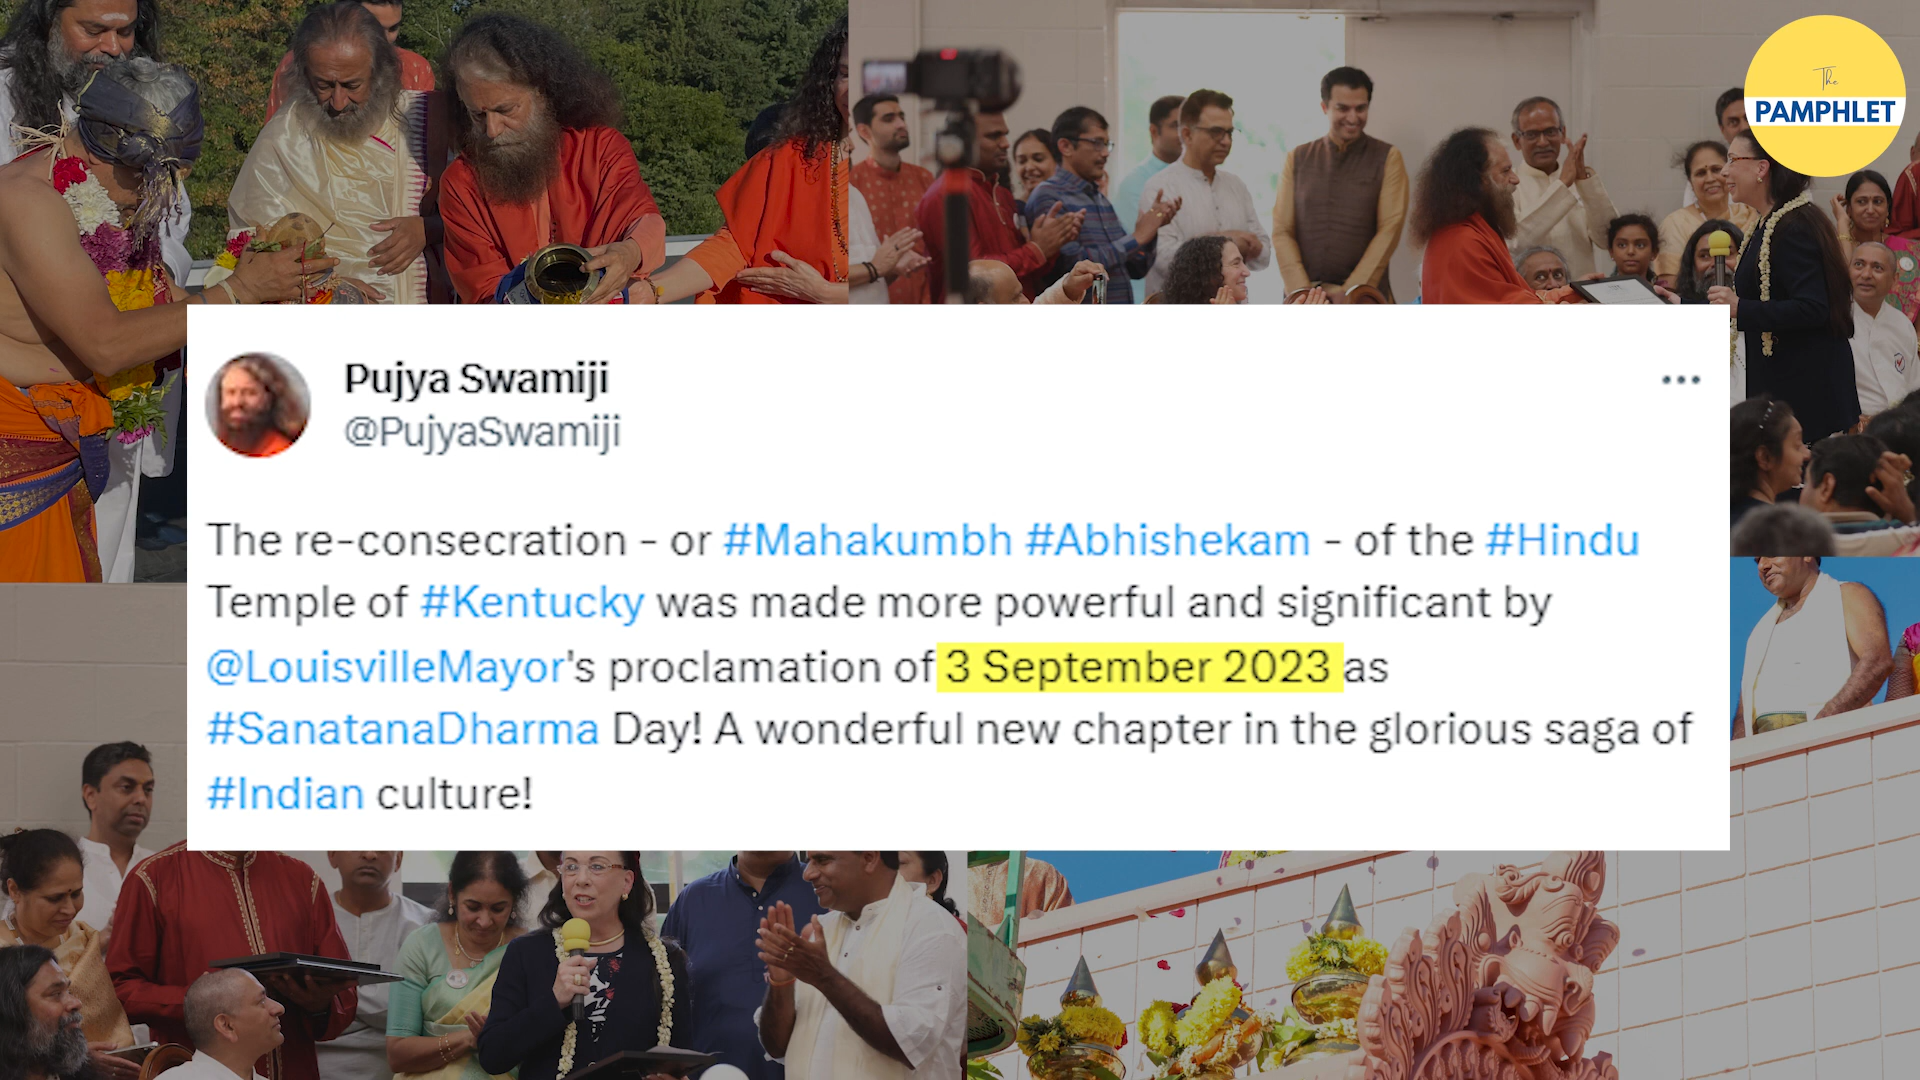 The
PAMPHLET
Pujya Swamiji
@PujyaSwamiji
The re-consecration - or #Mahakumbh #Abhishekam - of the #Hindu
Temple of #Kentucky was made more powerful and significant by
@LouisvilleMayor's proclamation of 3 September 2023 as
#SanatanaDharma Day! A wonderful new chapter in the glorious saga of
#Indian culture!